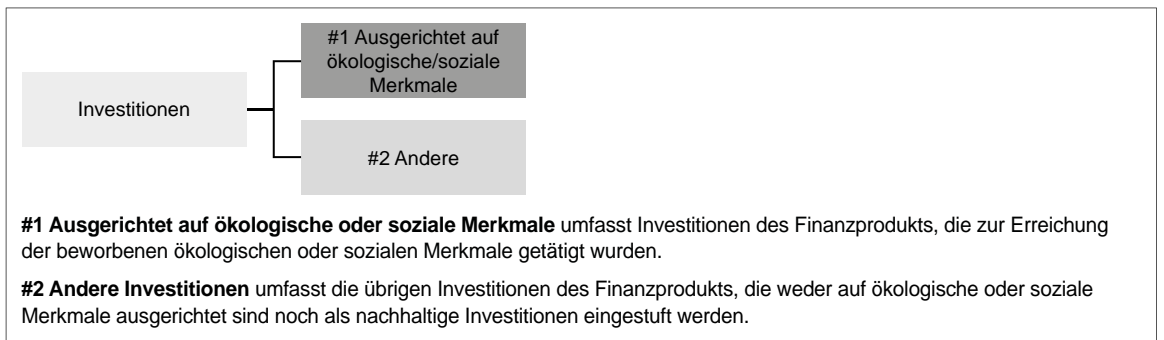 #1 Ausgerichtet auf
ökologische/soziale
Merkmale
Investitionen
#2 Andere
#1 Ausgerichtet auf ökologische oder soziale Merkmale umfasst Investitionen des Finanzprodukts, die zur Erreichung
der beworbenen ökologischen oder sozialen Merkmale getätigt wurden.
#2 Andere Investitionen umfasst die übrigen Investitionen des Finanzprodukts, die weder auf ökologische oder soziale
Merkmale ausgerichtet sind noch als nachhaltige Investitionen eingestuft werden.